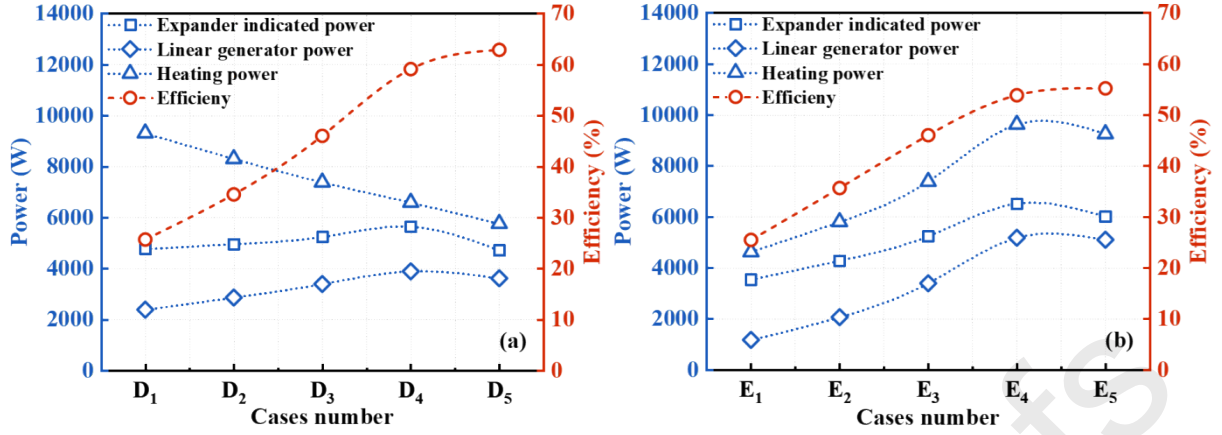 14000
12000
10000
8000
6000
4000
2000
0
Power (W)
Expander indicated power
Linear generator power
Heating power
Efficieny
70
60
50
40
30
20
10
0
Efficiency (%)
(a)
D1 D2 D3 D4 D5
Cases number
14000
12000
10000
8000
6000
4000
2000
0
Power (W)
Expander indicated power
Linear generator power
Heating power
Efficieny
70
60
50
40
30
20
10
0
Efficiency (%)
(b)
E1 E2 E3 E4 E5
Cases number